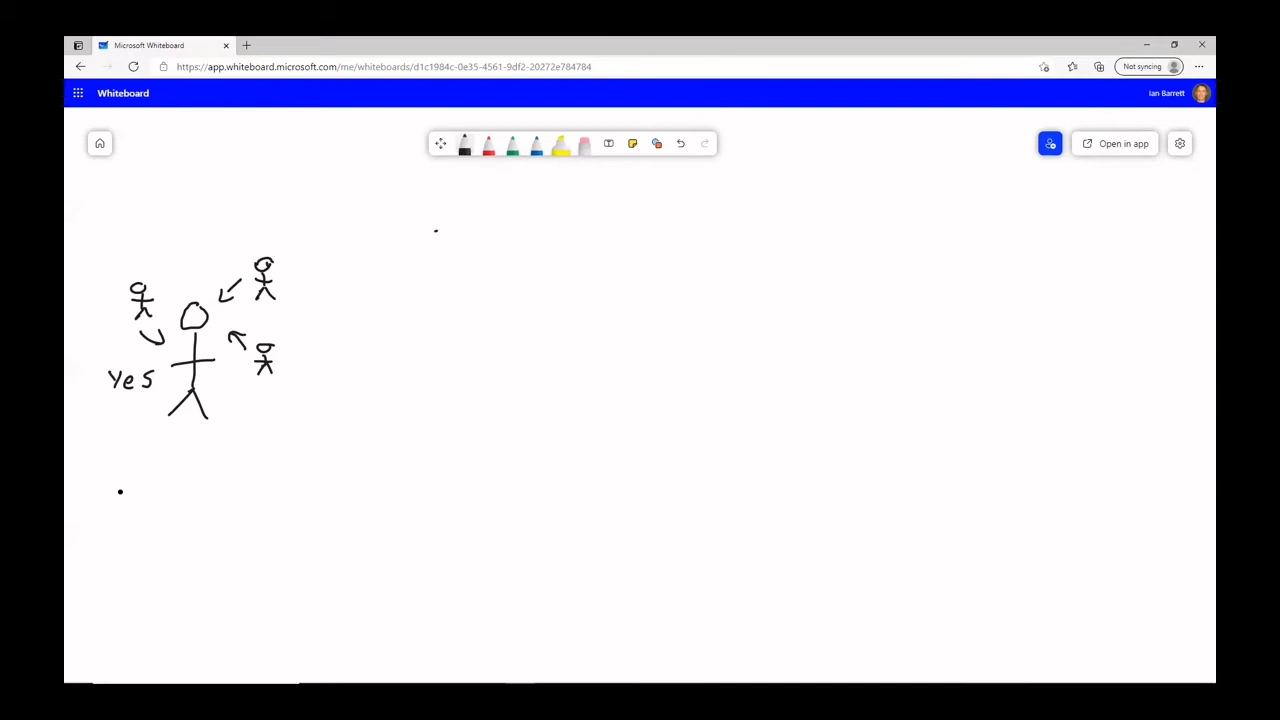 Microsoft Whiteboard
https://app.whiteboard.microsoft.com/me/whiteboards/d1c1984c-0e35-4561-9df2-20272e784784
Not syncing
Whiteboard
Ian Barrett
Open in app
Yes